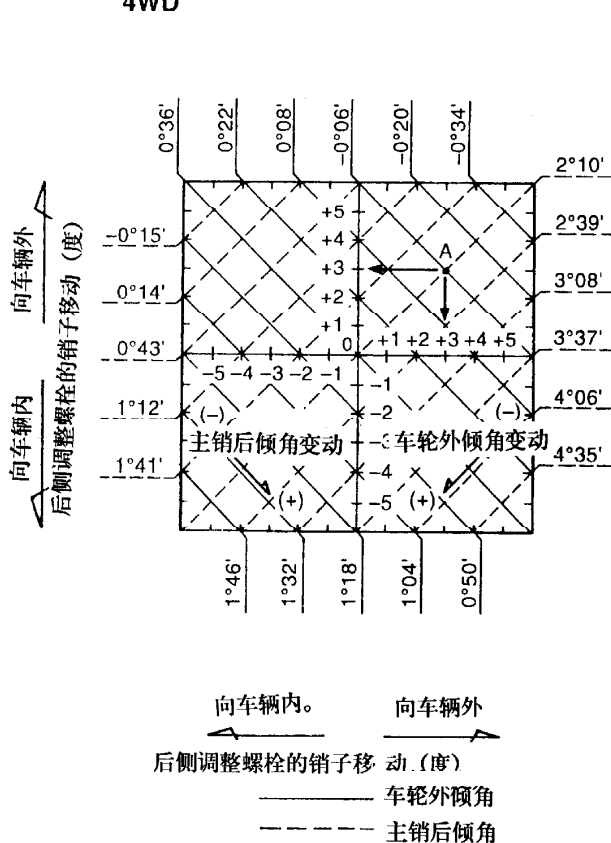 4WD
0°36'
0°22'
0°08'
-0°06'
-0°20'
-0°34'
2°10'
2°39'
3°08'
3°37'
4°06'
4°35'
-0°15'
0°14'
0°43'
1°12'
1°41'
向车辆外
向车辆内
后侧调整螺栓的销子移动（度）
+5
+4
+3
+2
+1
0
A
+1 +2 +3 +4 +5
-5 -4 -3 -2 -1
-1
-2
-3
-4
-5
(-)
主销后倾角变动
(+)
(-)
车轮外倾角变动
(+)
1°46'
1°32'
1°18'
1°04'
0°50'
向车辆内。
向车辆外
后侧调整螺栓的销子移动（度）
车轮外倾角
主销后倾角